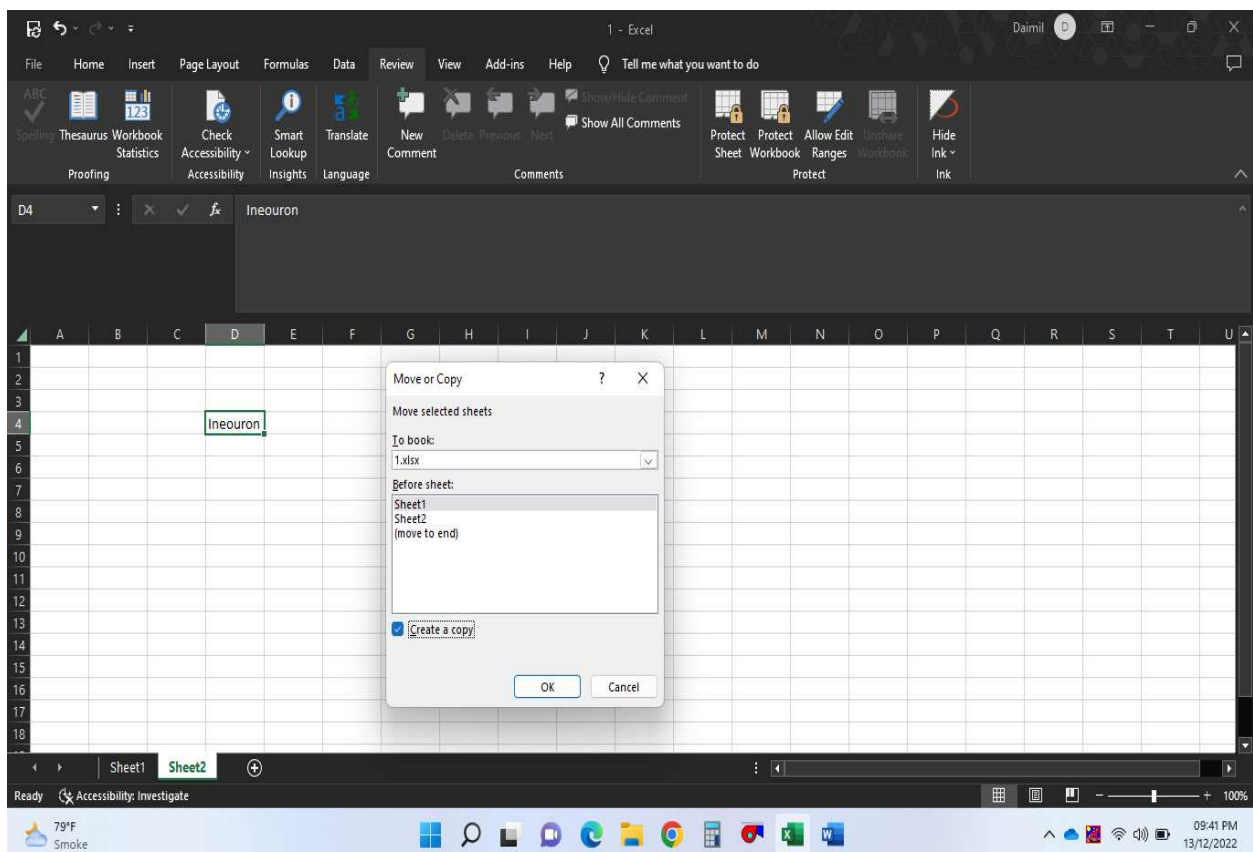 1 - Excel
Daimil D
File Home Insert Page Layout Formulas Data Review View Add-ins Help Tell me what you want to do
ABC
Spelling
Thesaurus
123
Workbook
Statistics
Proofing
Check
Accessibility
Accessibility
Smart
Lookup
Insights
a
Translate
Language
New
Comment
Delete
Previous
Next
Show/Hide Comment
Show All Comments
Comments
Protect
Sheet
Protect
Workbook
Allow Edit
Ranges
Unshare
Workbook
Protect
Hide
Ink
Ink
D4 fx Ineouron
A B C D E F G H I J K L M N O P Q R S T U
1
2
3
4 Ineouron
5
6
7
8
9
10
11
12
13
14
15
16
17
18
Move or Copy ? X
Move selected sheets
To book:
1.xlsx
Before sheet:
Sheet1
Sheet2
(move to end)
Create a copy
OK Cancel
Sheet1 Sheet2
Ready Accessibility: Investigate 100%
79°F
Smoke
09:41 PM
13/12/2022